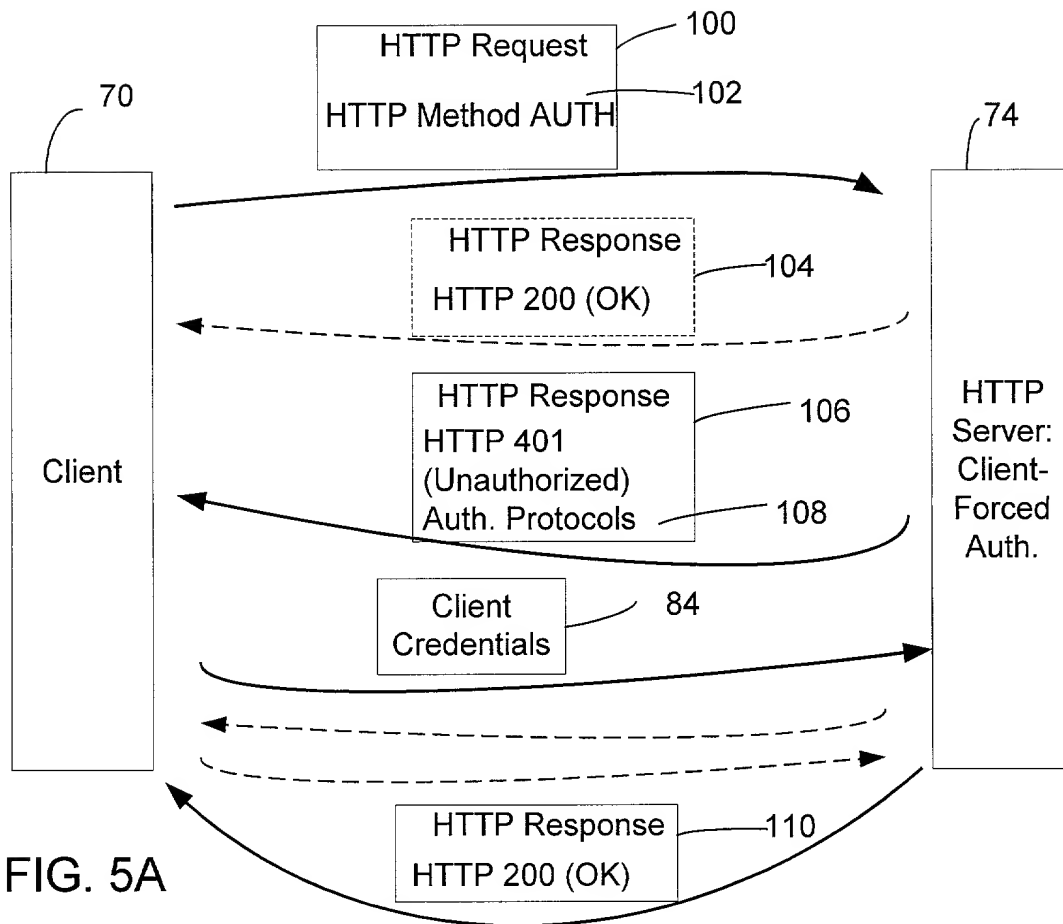 100
HTTP Request
102
HTTP Method AUTH
70
74
HTTP Response
104
HTTP 200 (OK)
HTTP Response
106
HTTP 401
(Unauthorized)
Auth. Protocols
108
Client
HTTP
Server:
Client-
Forced
Auth.
Client
Credentials
84
HTTP Response
110
HTTP 200 (OK)
FIG. 5A